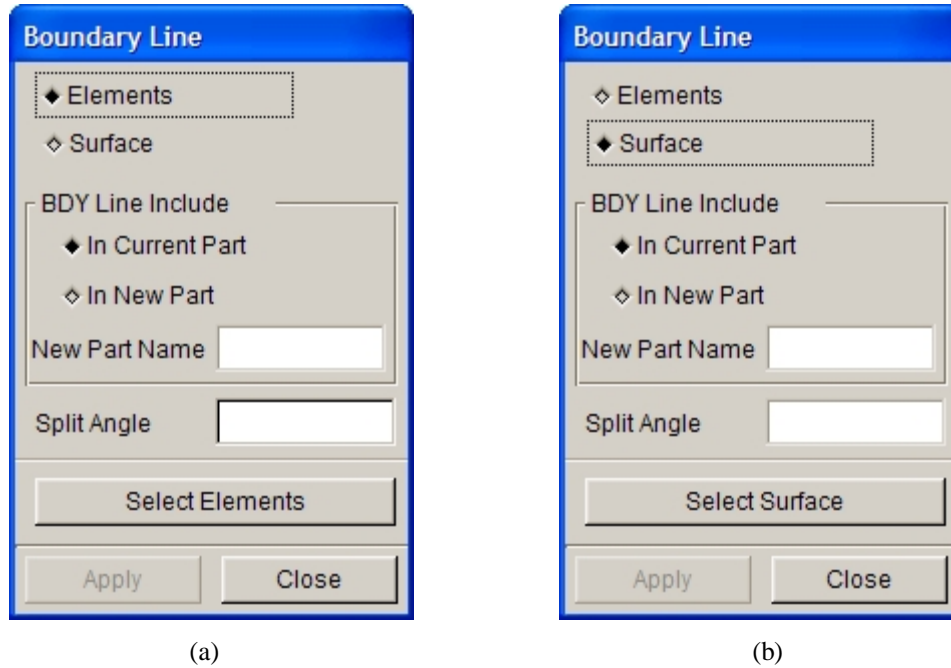 Boundary Line
Elements
Surface
BDY Line Include
In Current Part
In New Part
New Part Name
Split Angle
Select Elements
Apply
Close
(a)
Boundary Line
Elements
Surface
BDY Line Include
In Current Part
In New Part
New Part Name
Split Angle
Select Surface
Apply
Close
(b)